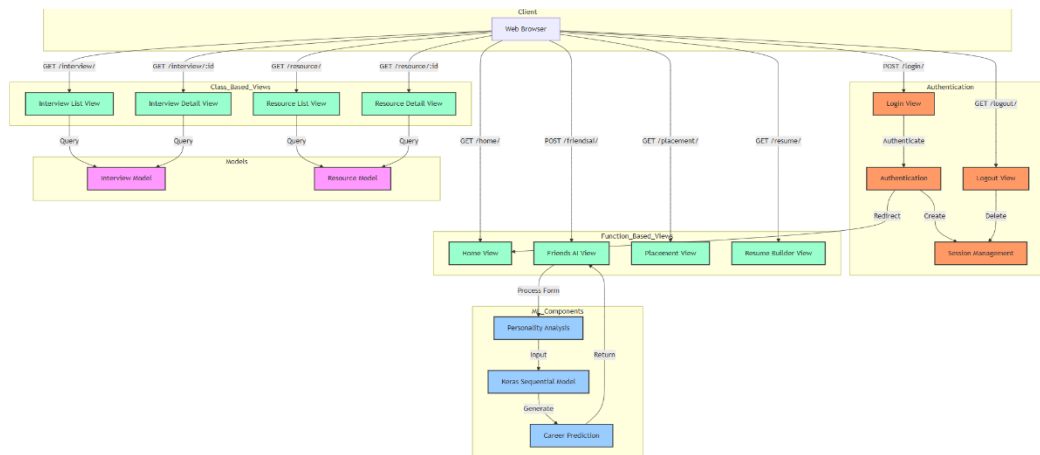 Client
Web Browser
GET /interview/
GET /interview/:id
GET /resource/
GET /resource/:id
POST /login/
Class_Based_Views
Authentication
Interview List View
Interview Detail View
Resource List View
Resource Detail View
Login View
GET /logout/
Query
Query
Query
Query
GET /home/
POST /friendsai/
GET /placement/
GET /resume/
Authenticate
Models
Interview Model
Resource Model
Authentication
Logout View
Redirect
Create
Delete
Function_Based_Views
Home View
Friends AI View
Placement View
Resume Builder View
Session Management
Process Form
ML_Components
Personality Analysis
Input
Return
Keras Sequential Model
Generate
Career Prediction